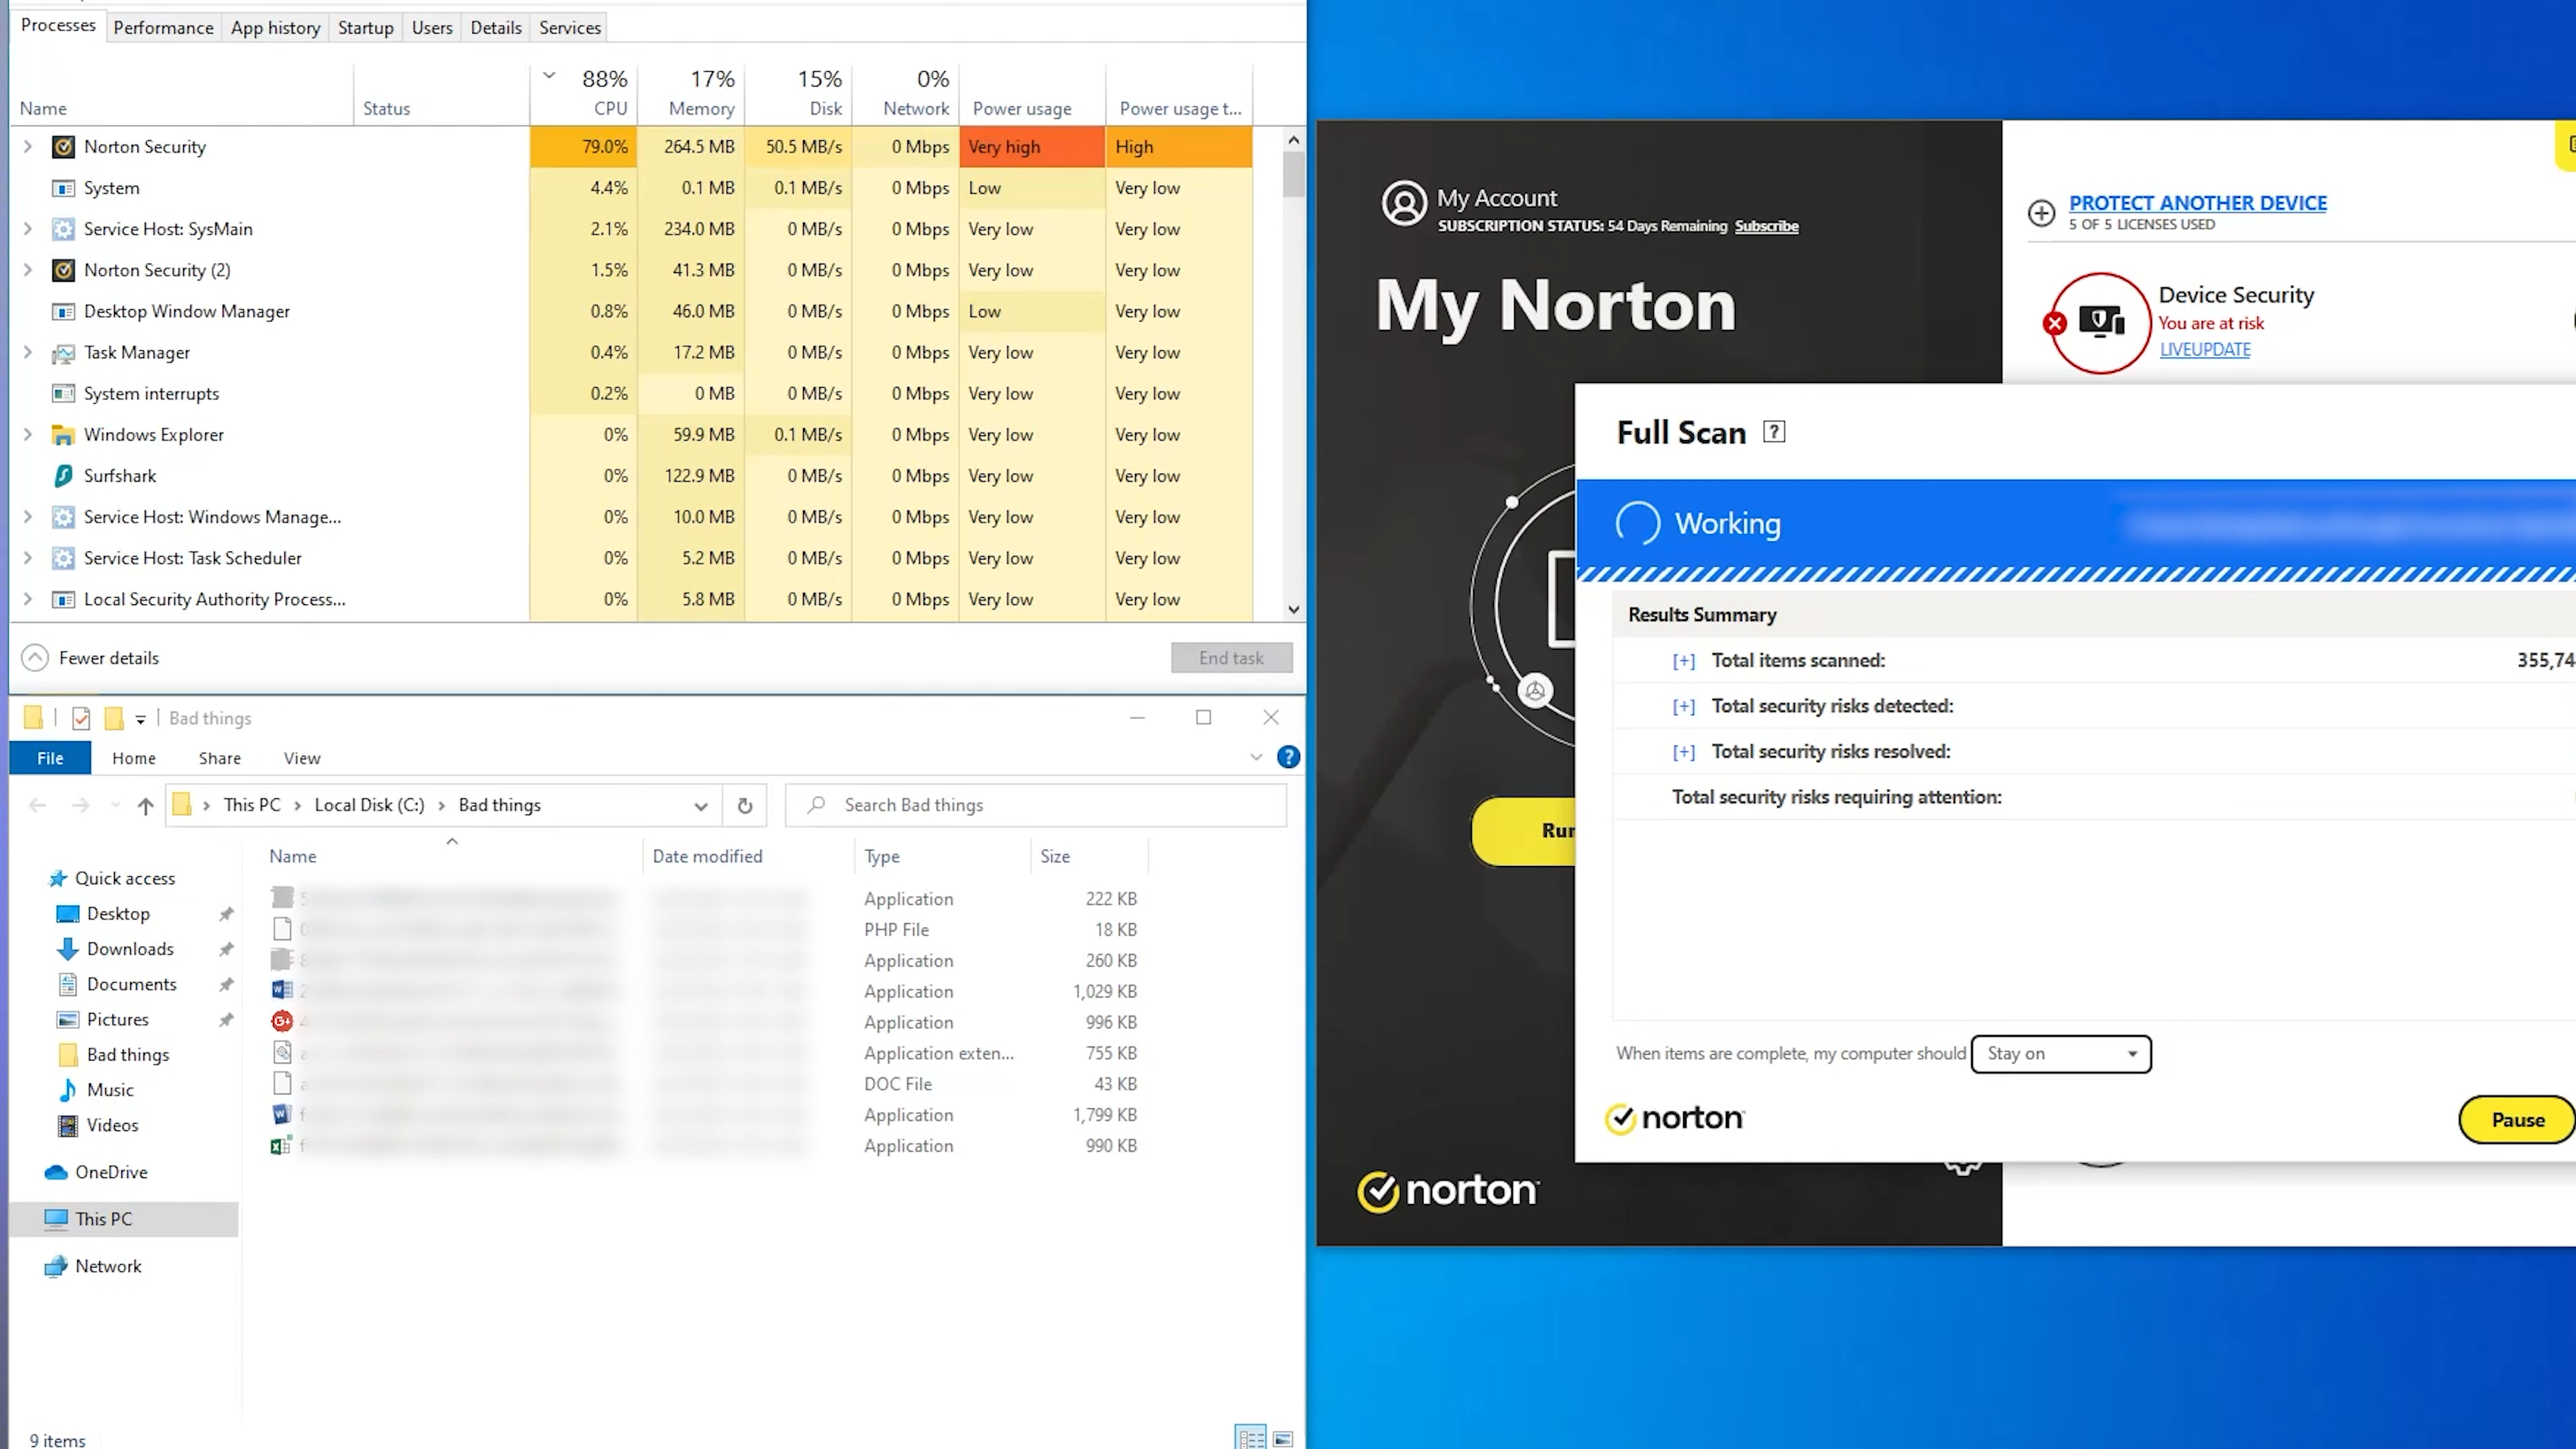 Processes Performance App history Startup Users Details Services
88% 17% 15% 0%
Name Status CPU Memory Disk Network Power usage Power usage t...
Norton Security 79.0% 264.5 MB 50.5 MB/s 0 Mbps Very high High
System 4.4% 0.1 MB 0.1 MB/s 0 Mbps Low Very low
Service Host: SysMain 2.1% 234.0 MB 0 MB/s 0 Mbps Very low Very low
Norton Security (2) 1.5% 41.3 MB 0 MB/s 0 Mbps Very low Very low
Desktop Window Manager 0.8% 46.0 MB 0 MB/s 0 Mbps Low Very low
Task Manager 0.4% 17.2 MB 0 MB/s 0 Mbps Very low Very low
System interrupts 0.2% 0 MB 0 MB/s 0 Mbps Very low Very low
Windows Explorer 0% 59.9 MB 0.1 MB/s 0 Mbps Very low Very low
Surfshark 0% 122.9 MB 0 MB/s 0 Mbps Very low Very low
Service Host: Windows Manage... 0% 10.0 MB 0 MB/s 0 Mbps Very low Very low
Service Host: Task Scheduler 0% 5.2 MB 0 MB/s 0 Mbps Very low Very low
Local Security Authority Process... 0% 5.8 MB 0 MB/s 0 Mbps Very low Very low
Fewer details End task
Bad things
File Home Share View
This PC Local Disk (C:) Bad things Search Bad things
Name Date modified Type Size
Quick access
Desktop
Downloads
Documents
Pictures
Bad things
Music
Videos
OneDrive
This PC
Network
Application 222 KB
PHP File 18 KB
Application 260 KB
Application 1,029 KB
Application 996 KB
Application exten... 755 KB
DOC File 43 KB
Application 1,799 KB
Application 990 KB
9 items
My Account
SUBSCRIPTION STATUS: 54 Days Remaining Subscribe
My Norton
PROTECT ANOTHER DEVICE
5 OF 5 LICENSES USED
Device Security
You are at risk
LIVEUPDATE
Full Scan [?]
Working
Results Summary
[+] Total items scanned: 355,74
[+] Total security risks detected:
[+] Total security risks resolved:
Total security risks requiring attention:
Run
When items are complete, my computer should Stay on
norton
Pause
norton